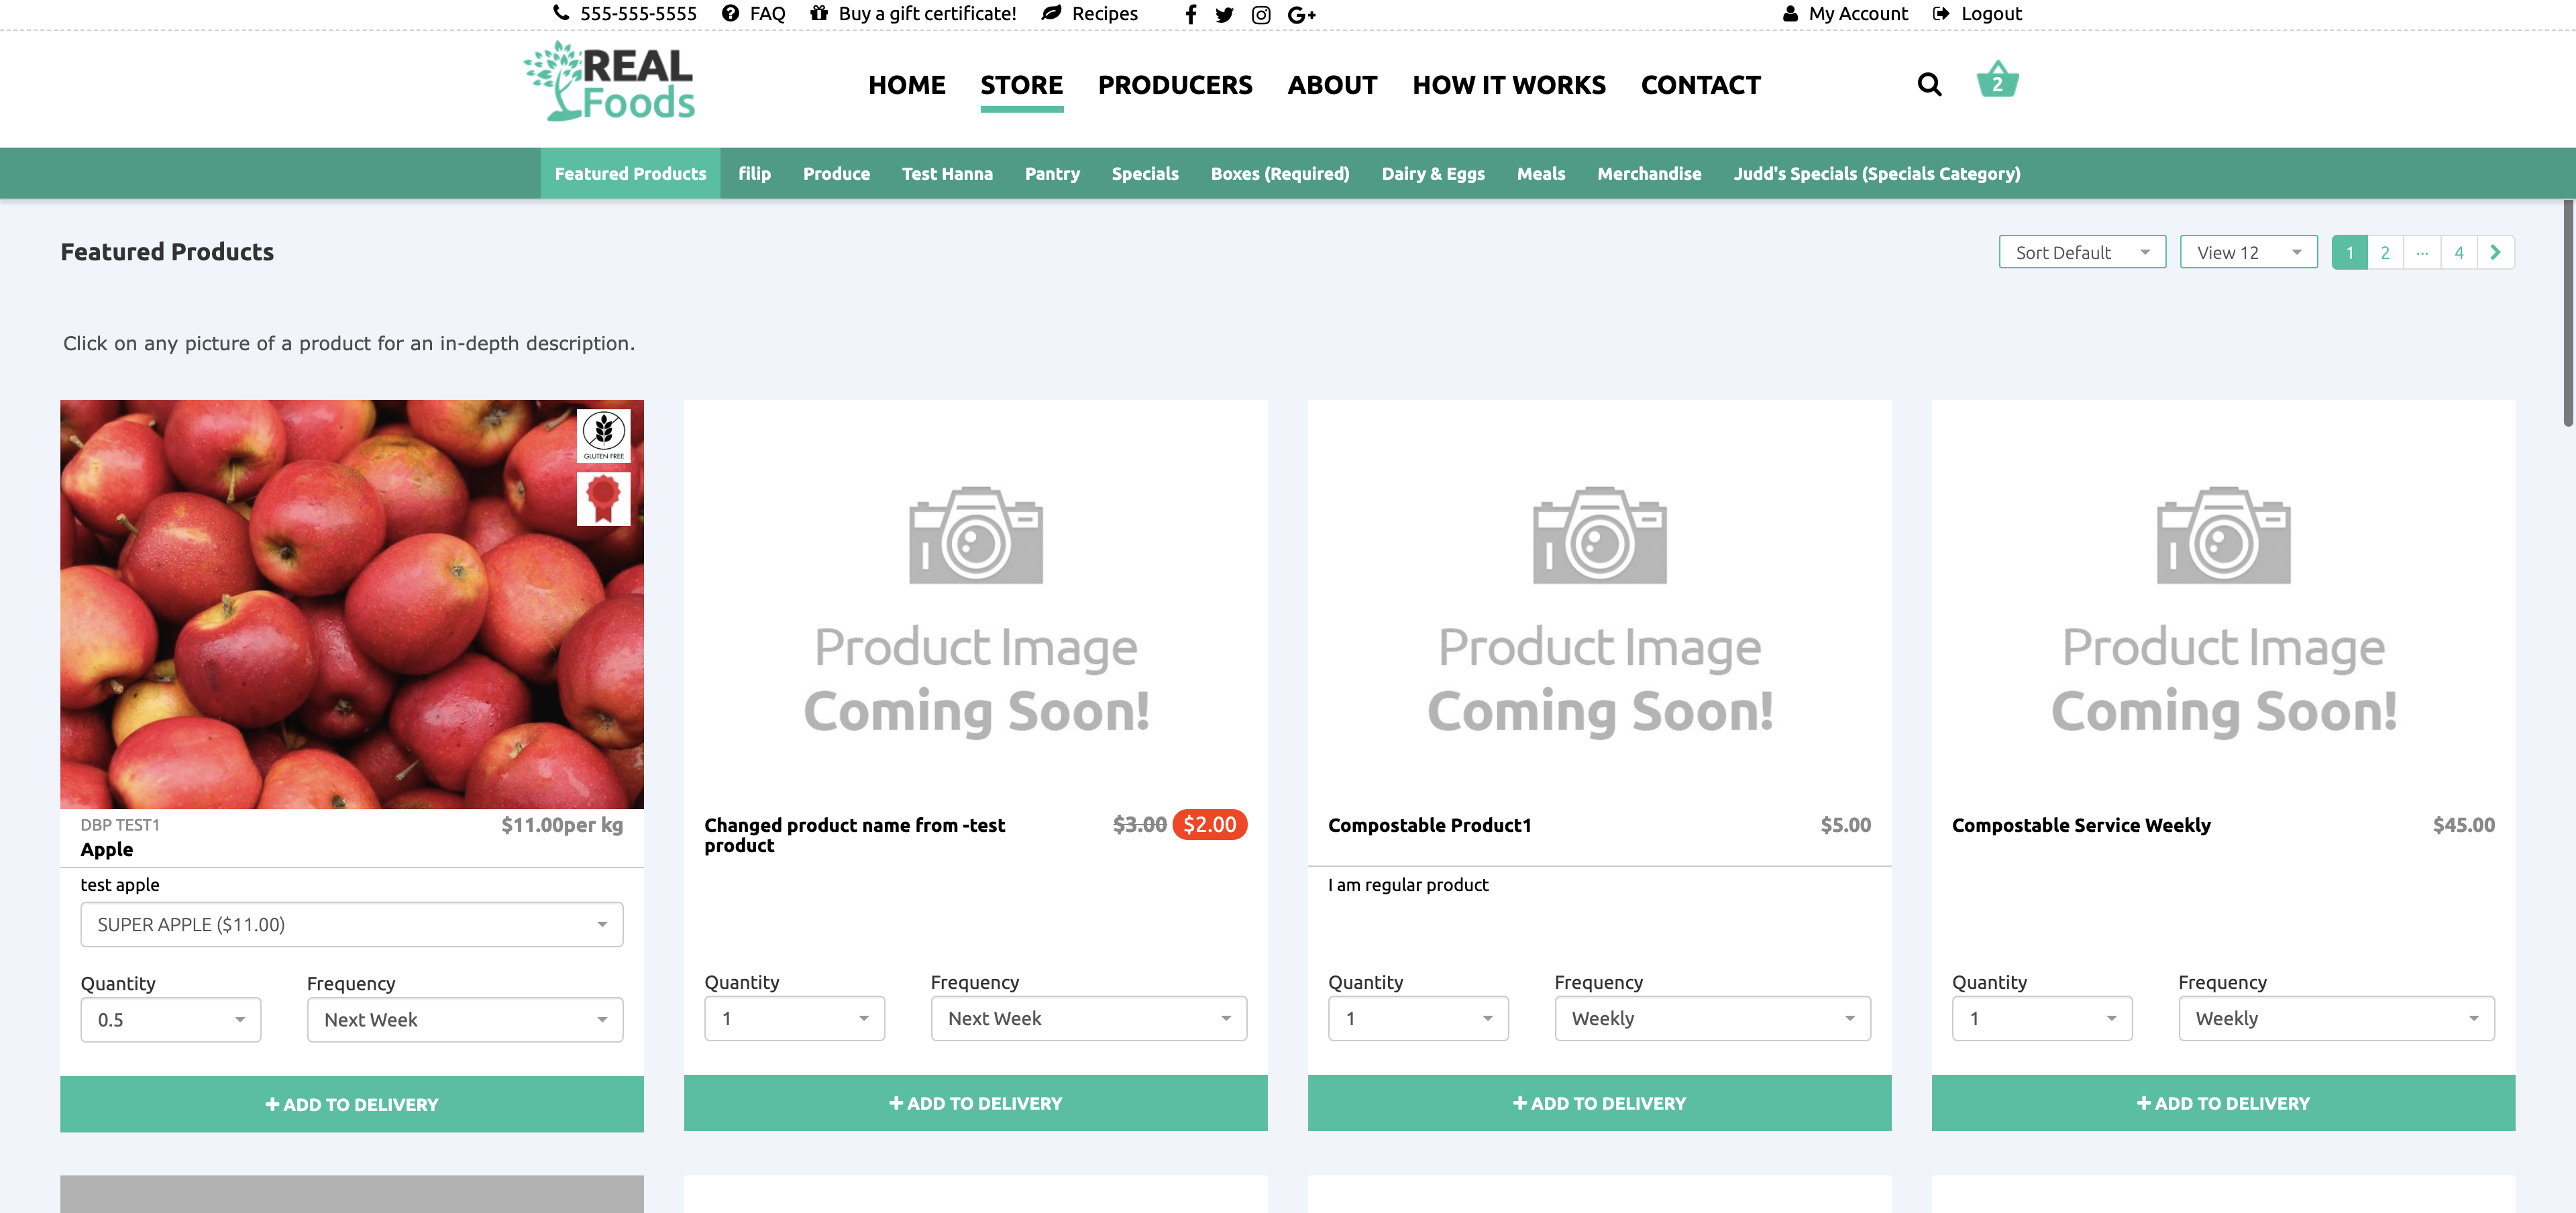 555-555-5555 FAQ Buy a gift certificate! Recipes My Account Logout
REAL
Foods
HOME STORE PRODUCERS ABOUT HOW IT WORKS CONTACT 2
Featured Products filip Produce Test Hanna Pantry Specials Boxes (Required) Dairy & Eggs Meals Merchandise Judd's Specials (Specials Category)
Featured Products
Sort Default View 12 1 2 ... 4
Click on any picture of a product for an in-depth description.
GLUTEN FREE
DBP TEST1 $11.00per kg
Apple
test apple
SUPER APPLE ($11.00)
Quantity Frequency
0.5 Next Week
+ ADD TO DELIVERY
Product Image
Coming Soon!
Changed product name from -test
product
$3.00 $2.00
Quantity Frequency
1 Next Week
+ ADD TO DELIVERY
Product Image
Coming Soon!
Compostable Product1 $5.00
I am regular product
Quantity Frequency
1 Weekly
+ ADD TO DELIVERY
Product Image
Coming Soon!
Compostable Service Weekly $45.00
Quantity Frequency
1 Weekly
+ ADD TO DELIVERY